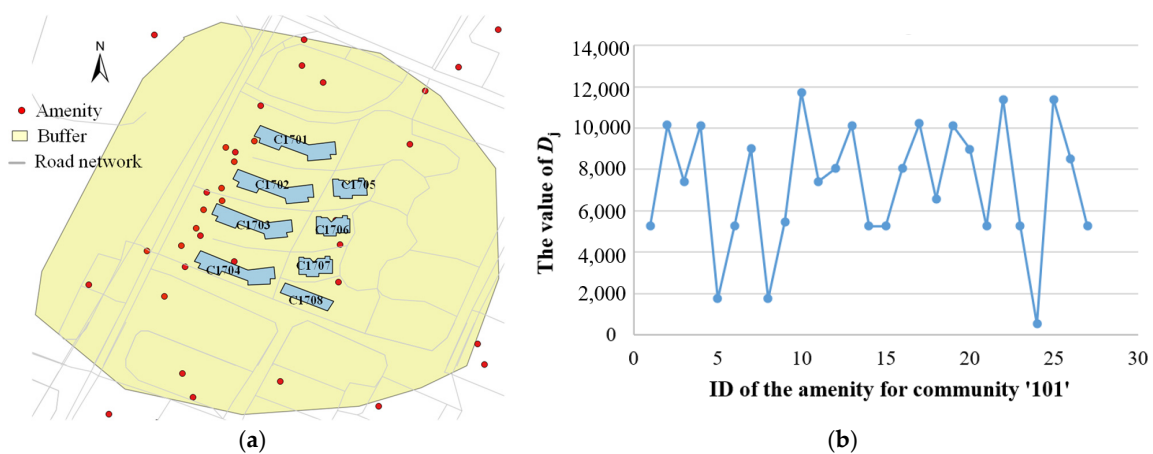 N
Amenity
Buffer
Road network
C1701
C1702
C1705
C1703
C1706
C1704
C1707
C1708
(a)
The value of Dj
14,000
12,000
10,000
8,000
6,000
4,000
2,000
0
0 5 10 15 20 25 30
ID of the amenity for community '101'
(b)